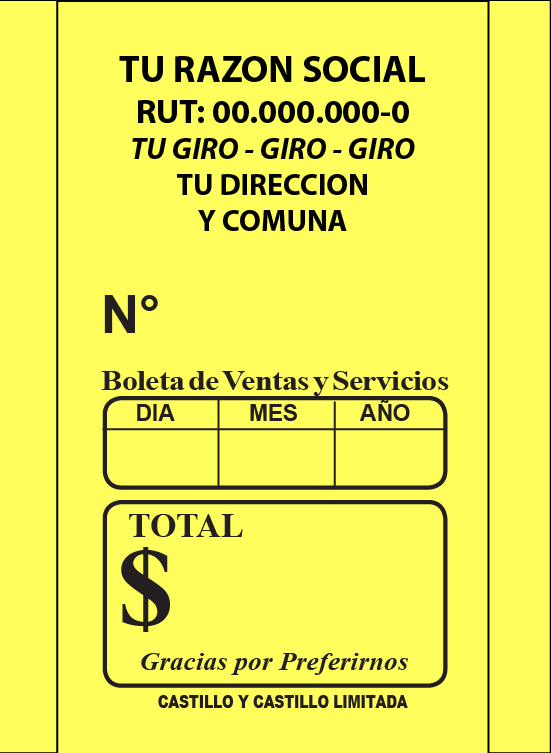 TU RAZON SOCIAL
RUT: 00.000.000-0
TU GIRO - GIRO - GIRO
TU DIRECCION
Y COMUNA
N°
Boleta de Ventas y Servicios
DIA MES AÑO
TOTAL
$
Gracias por Preferirnos
CASTILLO Y CASTILLO LIMITADA